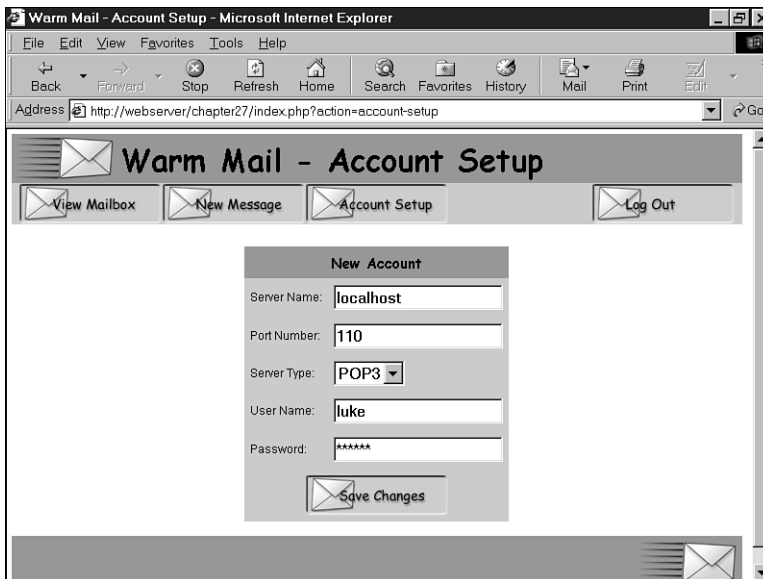 Warm Mail - Account Setup - Microsoft Internet Explorer
File Edit View Favorites Tools Help
Back Forward Stop Refresh Home Search Favorites History Mail Print Edit
Address http://webserver/chapter27/index.php?action=account-setup Go
Warm Mail - Account Setup
View Mailbox New Message Account Setup Log Out
New Account
Server Name: localhost
Port Number: 110
Server Type: POP3
User Name: luke
Password: ******
Save Changes